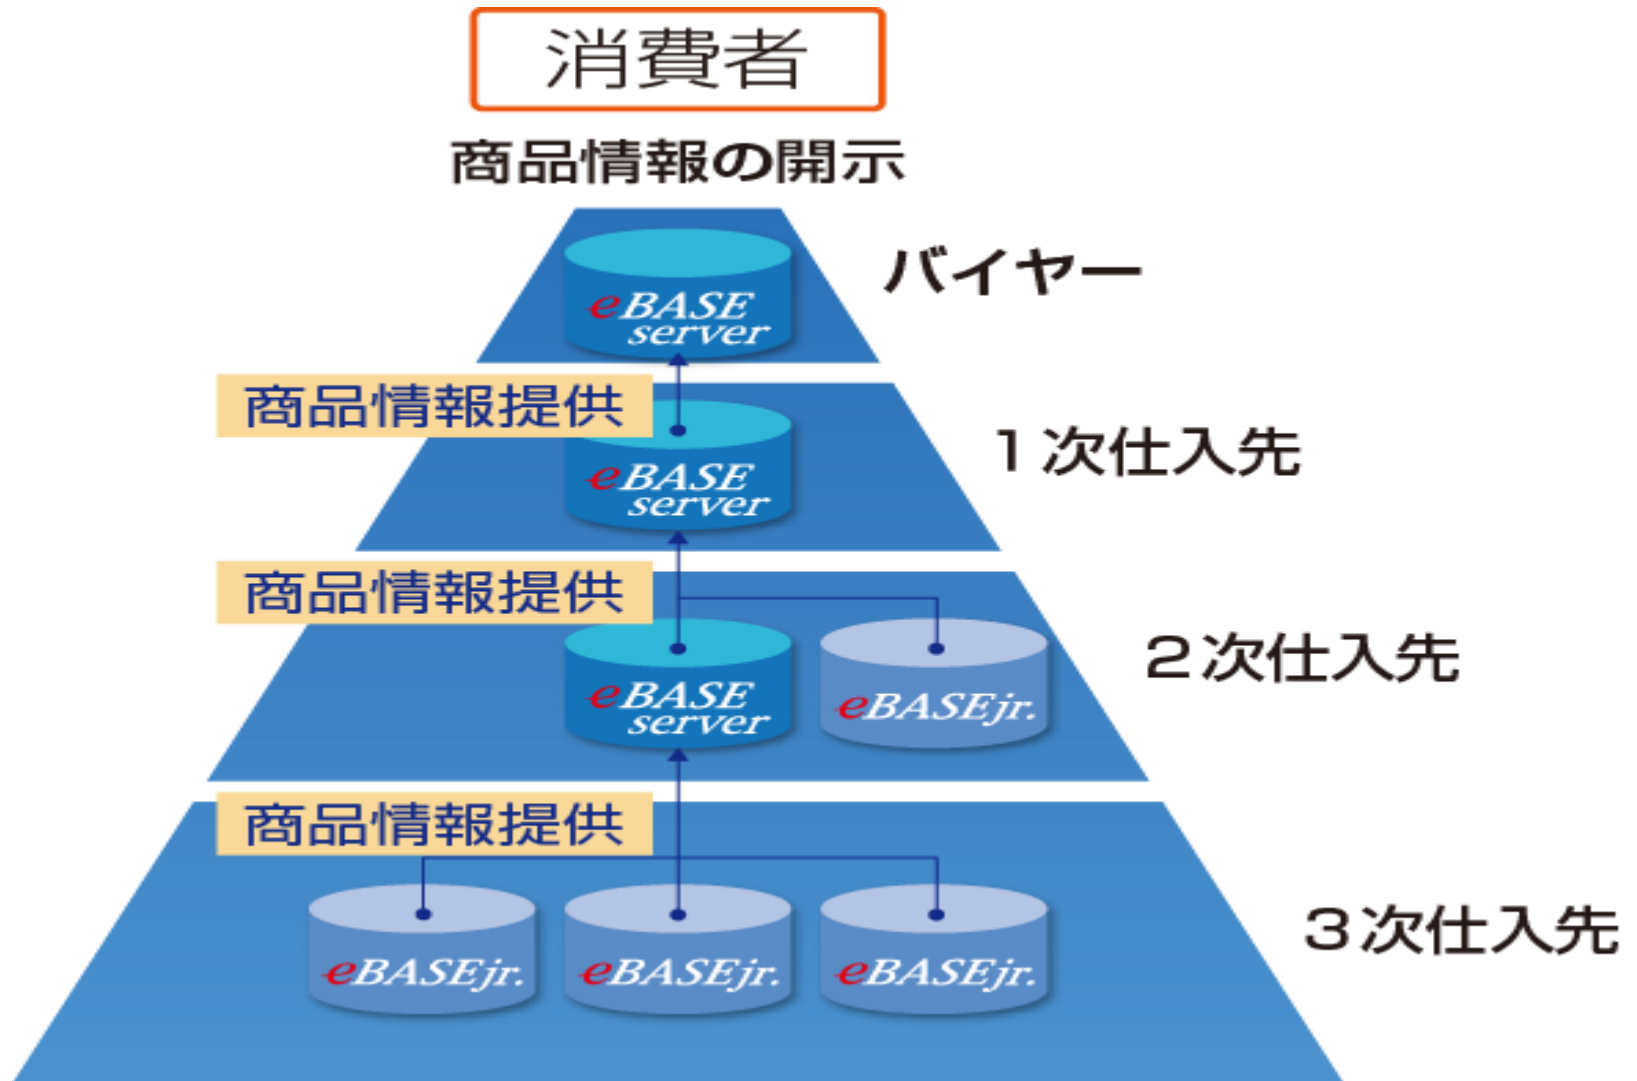 消費者
商品情報の開示
バイヤー
eBASE
server
商品情報提供
1次仕入先
eBASE
server
商品情報提供
2次仕入先
eBASE
server
eBASEjr.
商品情報提供
3次仕入先
eBASEjr.
eBASEjr.
eBASEjr.